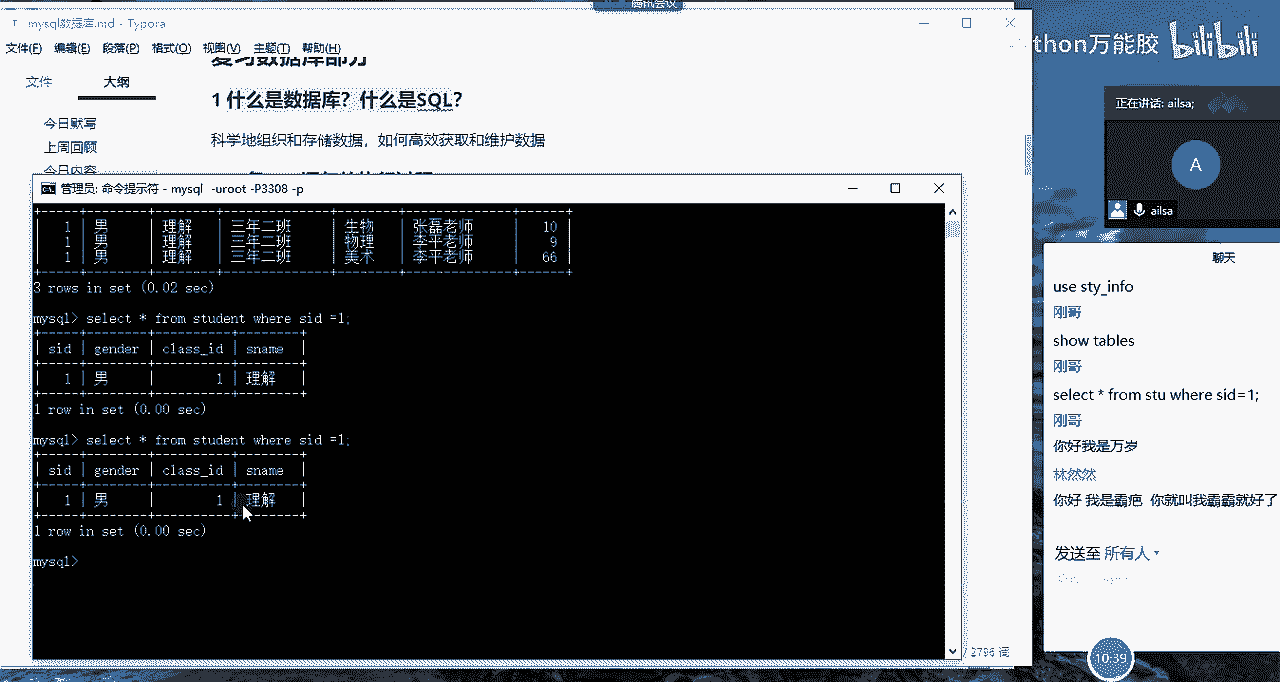 腾讯会议
mysql数据库.md - Typora
文件(F) 编辑(E) 段落(P) 格式(O) 视图(V) 主题(T) 帮助(H)
文件 大纲
今日默写
上周回顾
今日内容
复习数据库部分
1 什么是数据库？什么是SQL？
科学地组织和存储数据，如何高效获取和维护数据
管理员: 命令提示符 - mysql -uroot -P3308 -p
| 1 | 男 | 理解 | 三年二班 | 生物 | 张磊老师 | 10 |
| 1 | 男 | 理解 | 三年二班 | 物理 | 李平老师 | 9 |
| 1 | 男 | 理解 | 三年二班 | 美术 | 李平老师 | 66 |
3 rows in set (0.02 sec)
mysql> select * from student where sid =1;
| sid | gender | class_id | sname |
| 1 | 男 | 1 | 理解 |
1 row in set (0.00 sec)
mysql> select * from student where sid =1;
| sid | gender | class_id | sname |
| 1 | 男 | 1 | 理解 |
1 row in set (0.00 sec)
mysql>
/ 2796 词
thon万能胶 bilibili
正在讲话: ailsa;
A
ailsa
聊天
use sty_info
刚哥
show tables
刚哥
select * from stu where sid=1;
刚哥
你好我是万岁
林然然
你好 我是霸疤 你就叫我霸霸就好了
发送至 所有人
10:39